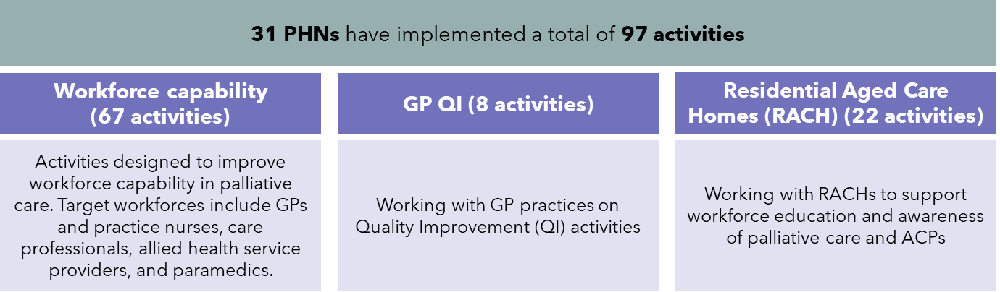 31 PHNs have implemented a total of 97 activities
Workforce capability
(67 activities)
Activities designed to improve
workforce capability in palliative
care. Target workforces include GPs
and practice nurses, care
professionals, allied health service
providers, and paramedics.
GP QI (8 activities)
Working with GP practices on
Quality Improvement (QI) activities
Residential Aged Care
Homes (RACH) (22 activities)
Working with RACHs to support
workforce education and awareness
of palliative care and ACPs